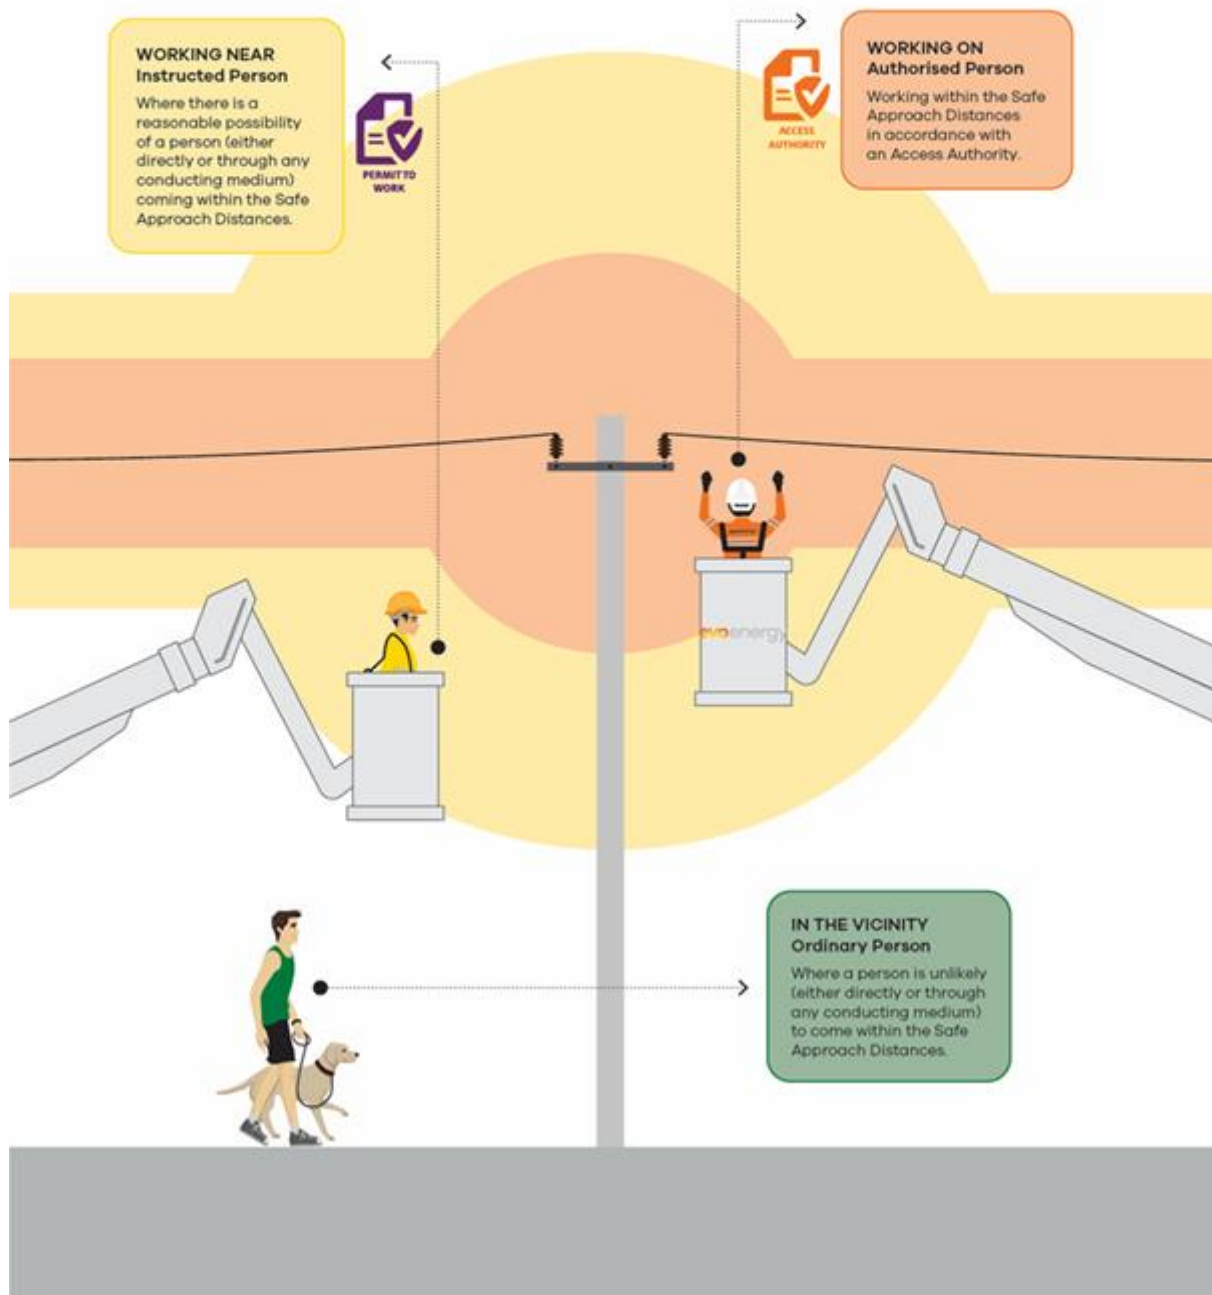 WORKING NEAR
Instructed Person
Where there is a
reasonable possibility
of a person (either
directly or through any
conducting medium)
coming within the Safe
Approach Distances.
PERMIT TO
WORK
ACCESS
AUTHORITY
WORKING ON
Authorised Person
Working within the Safe
Approach Distances
in accordance with
an Access Authority.
evoenergy
IN THE VICINITY
Ordinary Person
Where a person is unlikely
(either directly or through
any conducting medium)
to come within the Safe
Approach Distances.